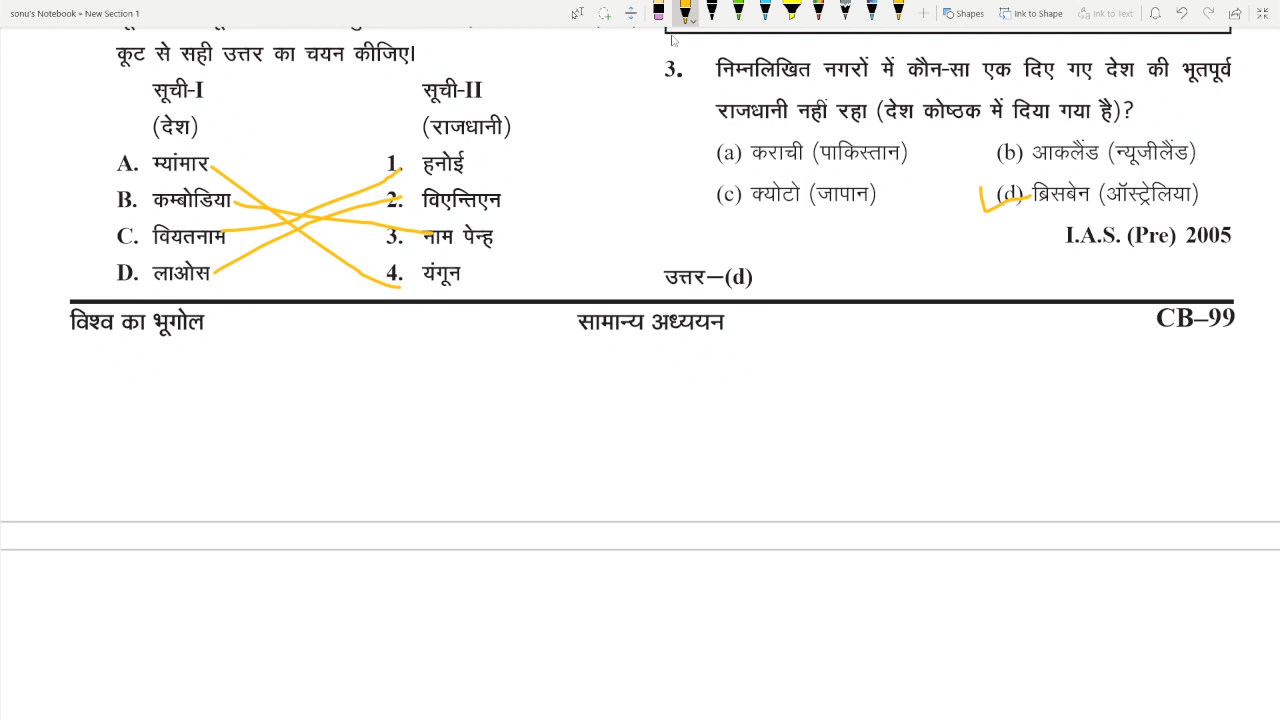 sonu's Notebook » New Section 1
Shapes
Ink to Shape
Ink to Text
कूट से सही उत्तर का चयन कीजिए।
सूची-I सूची-II
(देश) (राजधानी)
A. म्यांमार 1. हनोई
B. कम्बोडिया 2. विएन्तिएन
C. वियतनाम 3. नाम पेन्ह
D. लाओस 4. यंगून
3. निम्नलिखित नगरों में कौन-सा एक दिए गए देश की भूतपूर्व
राजधानी नहीं रहा (देश कोष्ठक में दिया गया है)?
(a) कराची (पाकिस्तान) (b) आकलैंड (न्यूजीलैंड)
(c) क्योटो (जापान) (d) ब्रिसबेन (ऑस्ट्रेलिया)
I.A.S. (Pre) 2005
उत्तर—(d)
विश्व का भूगोल सामान्य अध्ययन CB–99